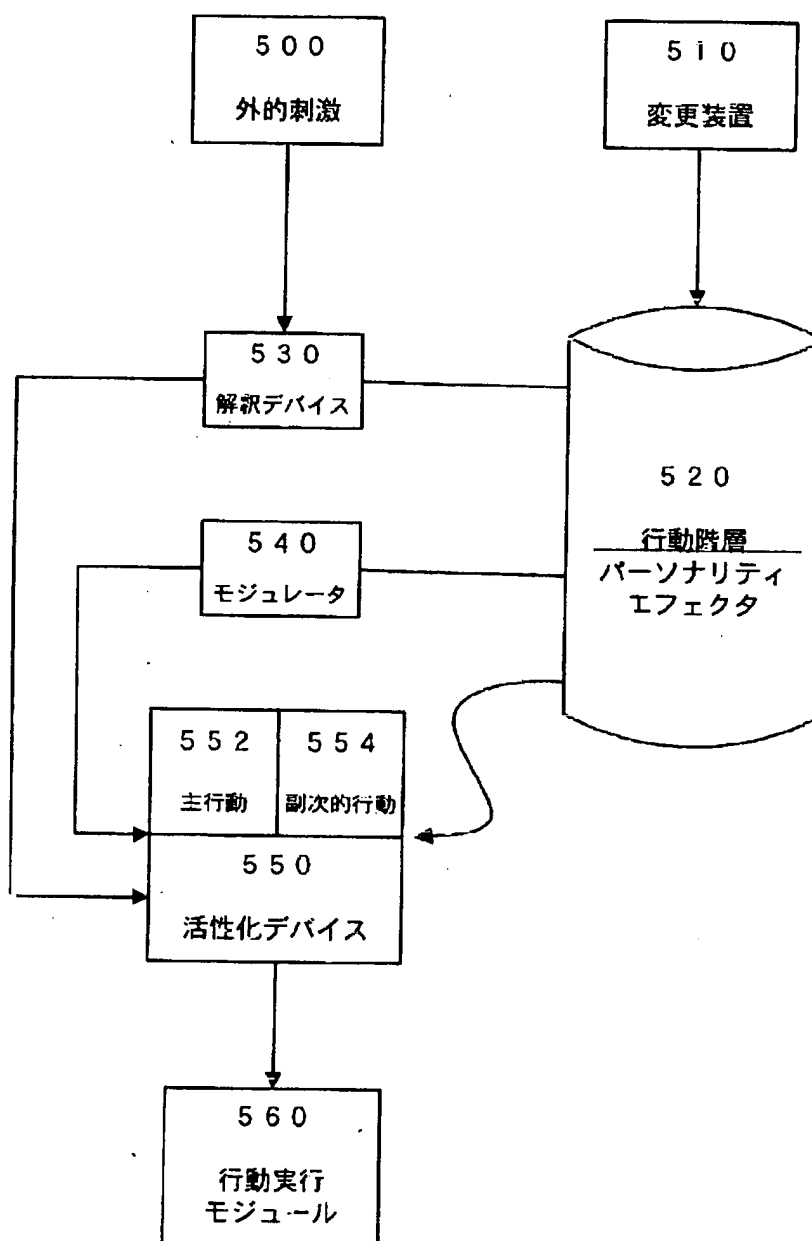 ５００
外的刺激
５１０
変更装置
５３０
解釈デバイス
５２０
行動階層
パーソナリティ
エフェクタ
５４０
モジュレータ
５５２
主行動
５５４
副次的行動
５５０
活性化デバイス
５６０
行動実行
モジュール